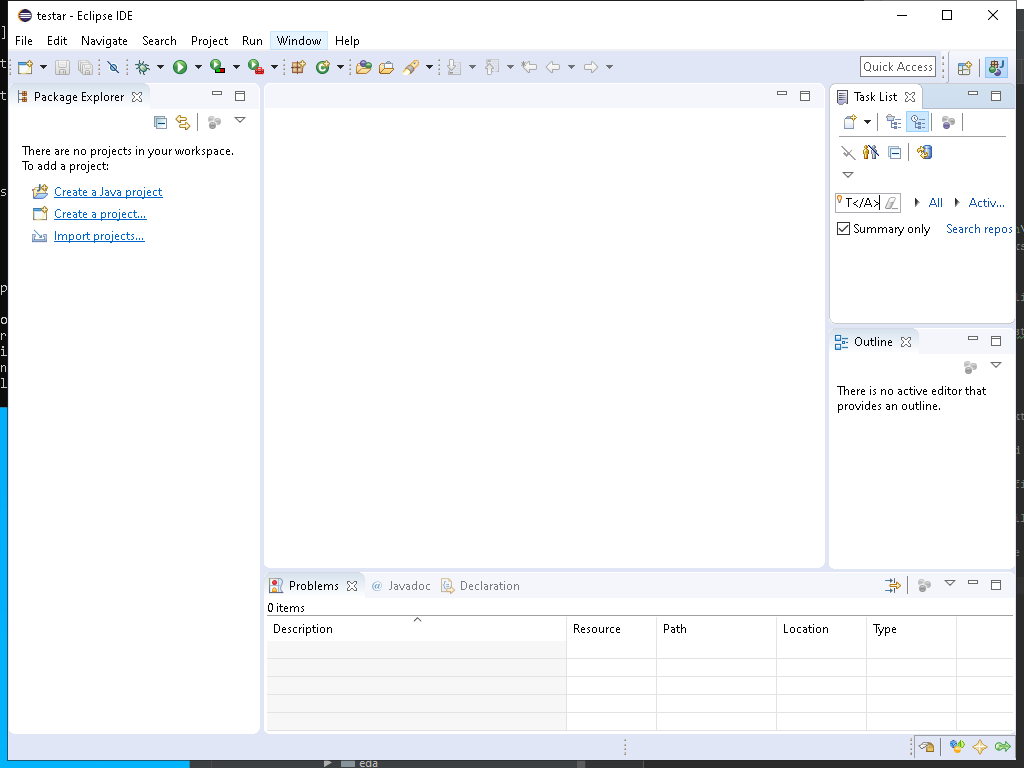 testar - Eclipse IDE
File Edit Navigate Search Project Run Window Help
Quick Access
Package Explorer
There are no projects in your workspace.
To add a project:
Create a Java project
Create a project...
Import projects...
Task List
T</A>
All
Activ...
Summary only
Search repos
Outline
There is no active editor that
provides an outline.
Problems
@ Javadoc
Declaration
0 items
Description Resource Path Location Type
eda